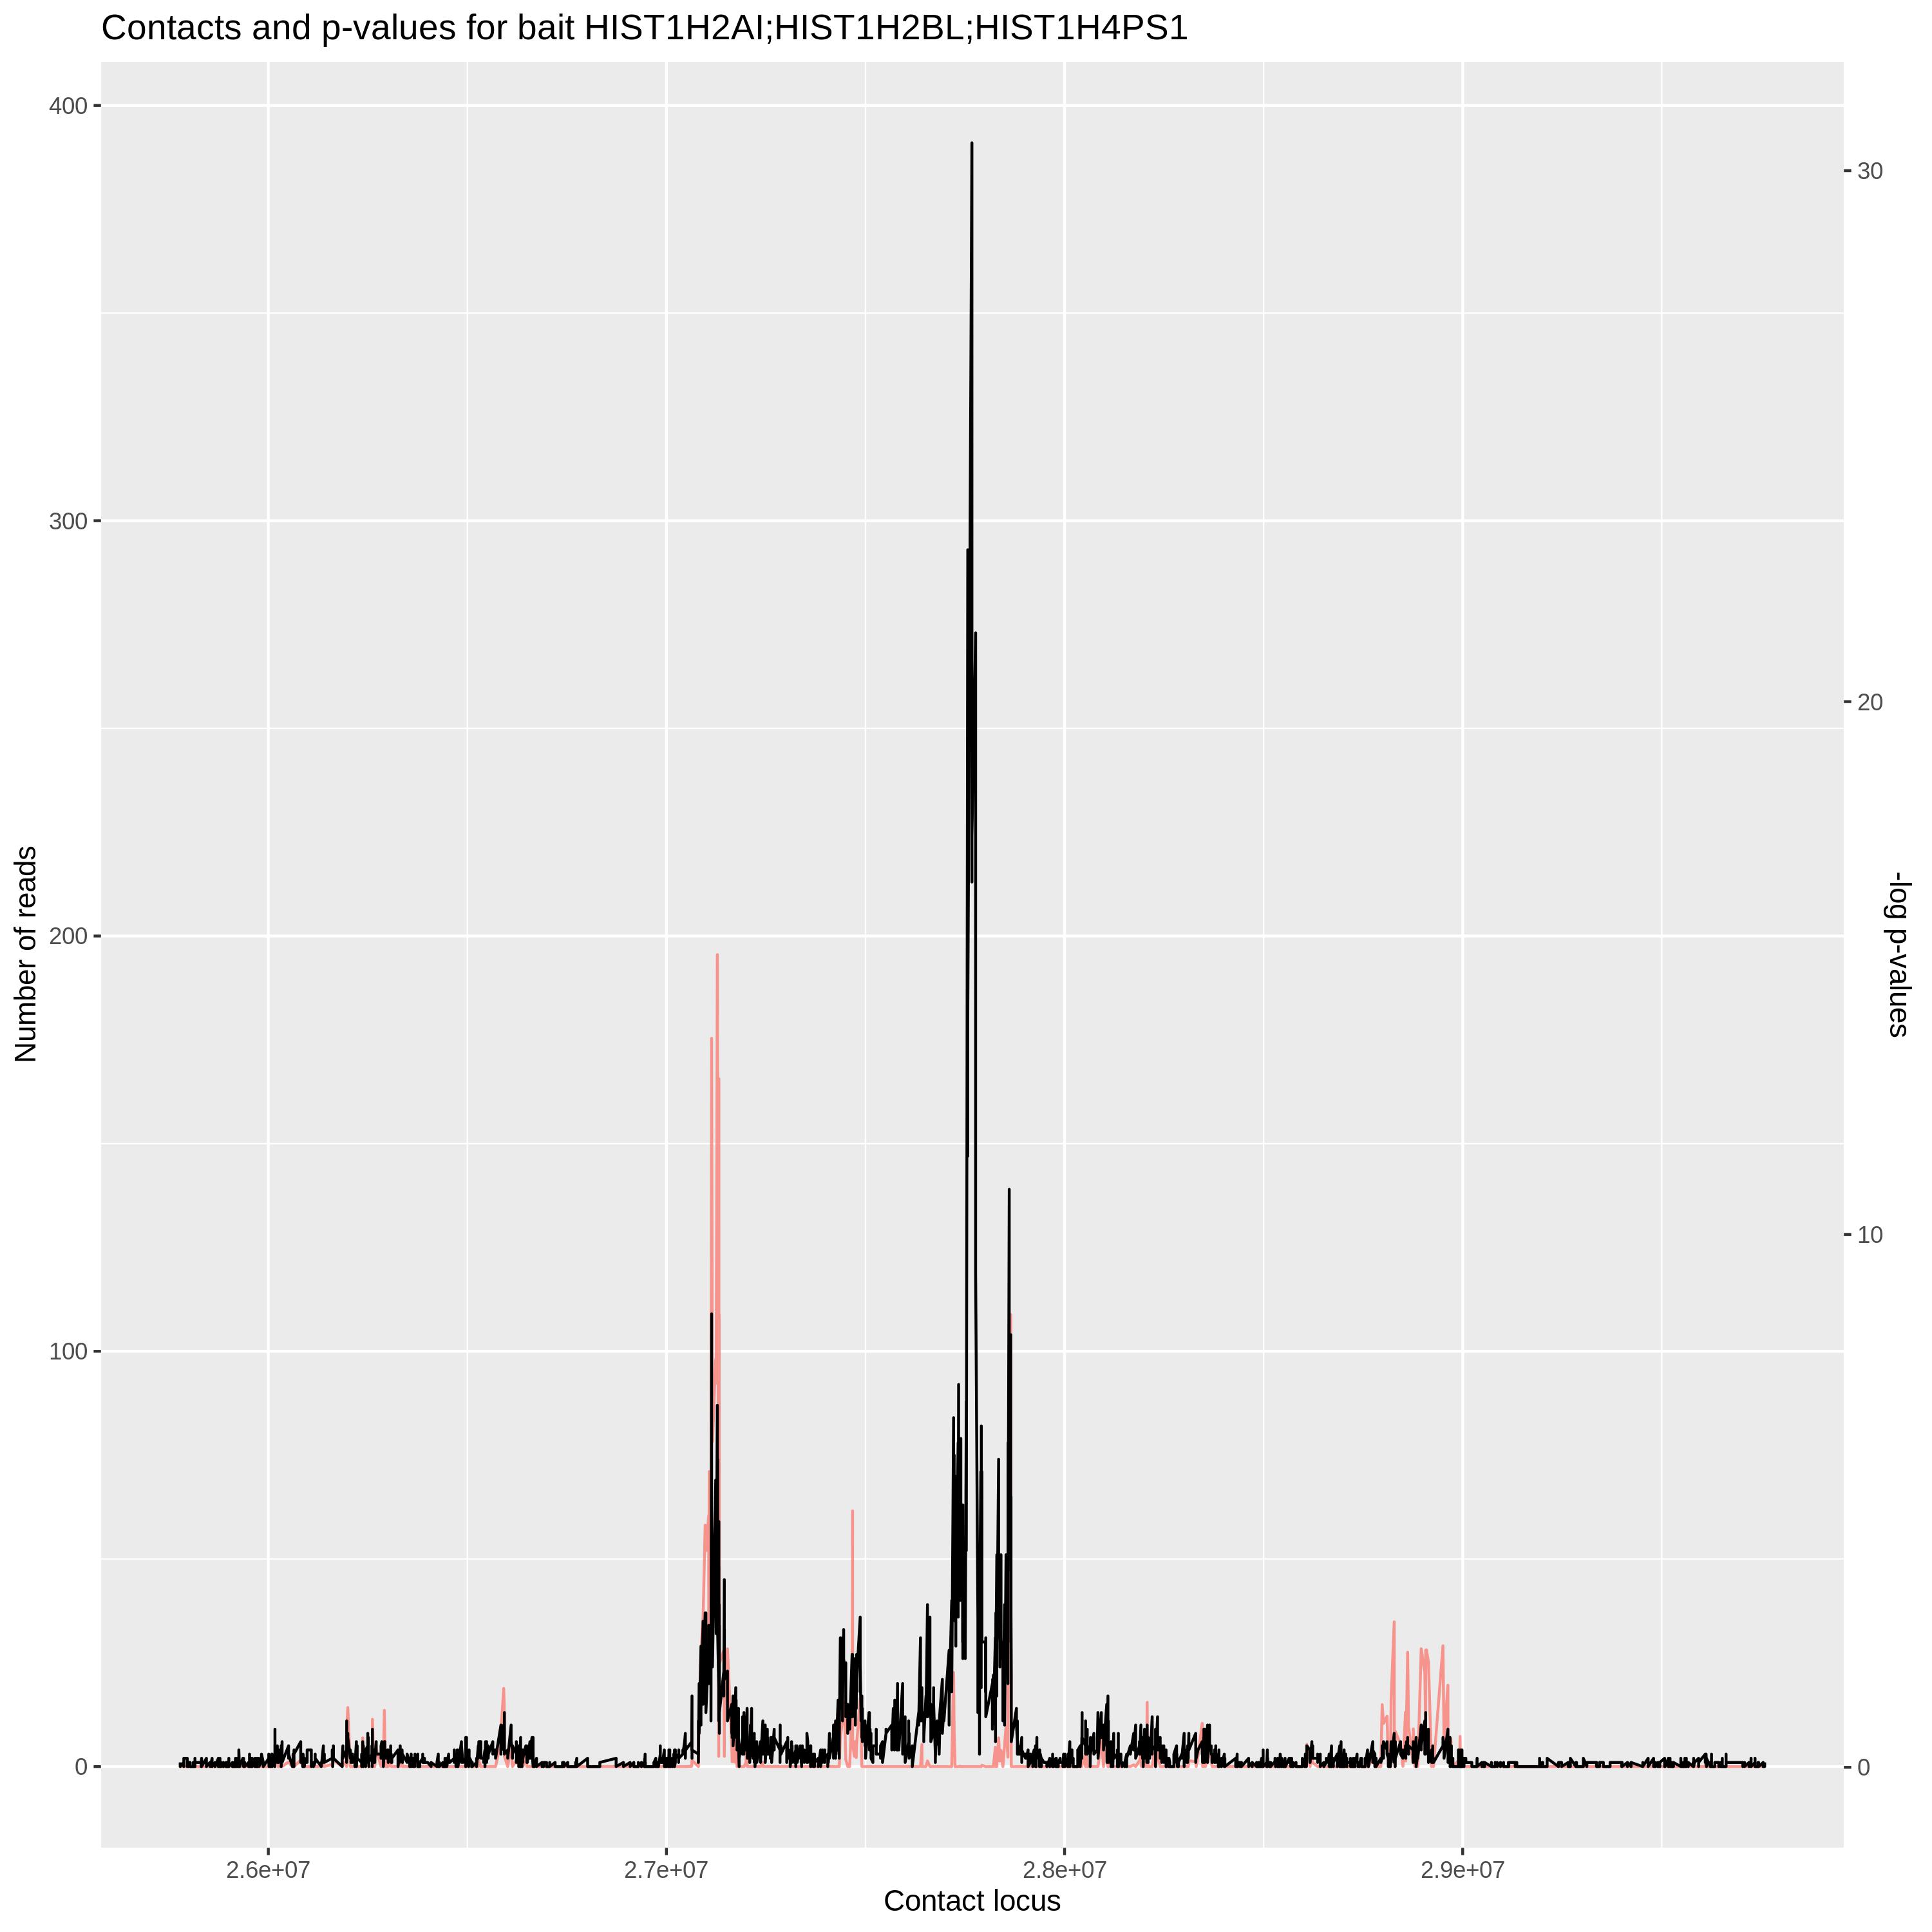 Contacts and p-values for bait HIST1H2AI;HIST1H2BL;HIST1H4PS1
400
300
200
100
0
Number of reads
30
20
10
0
-log p-values
2.6e+07 2.7e+07 2.8e+07 2.9e+07
Contact locus